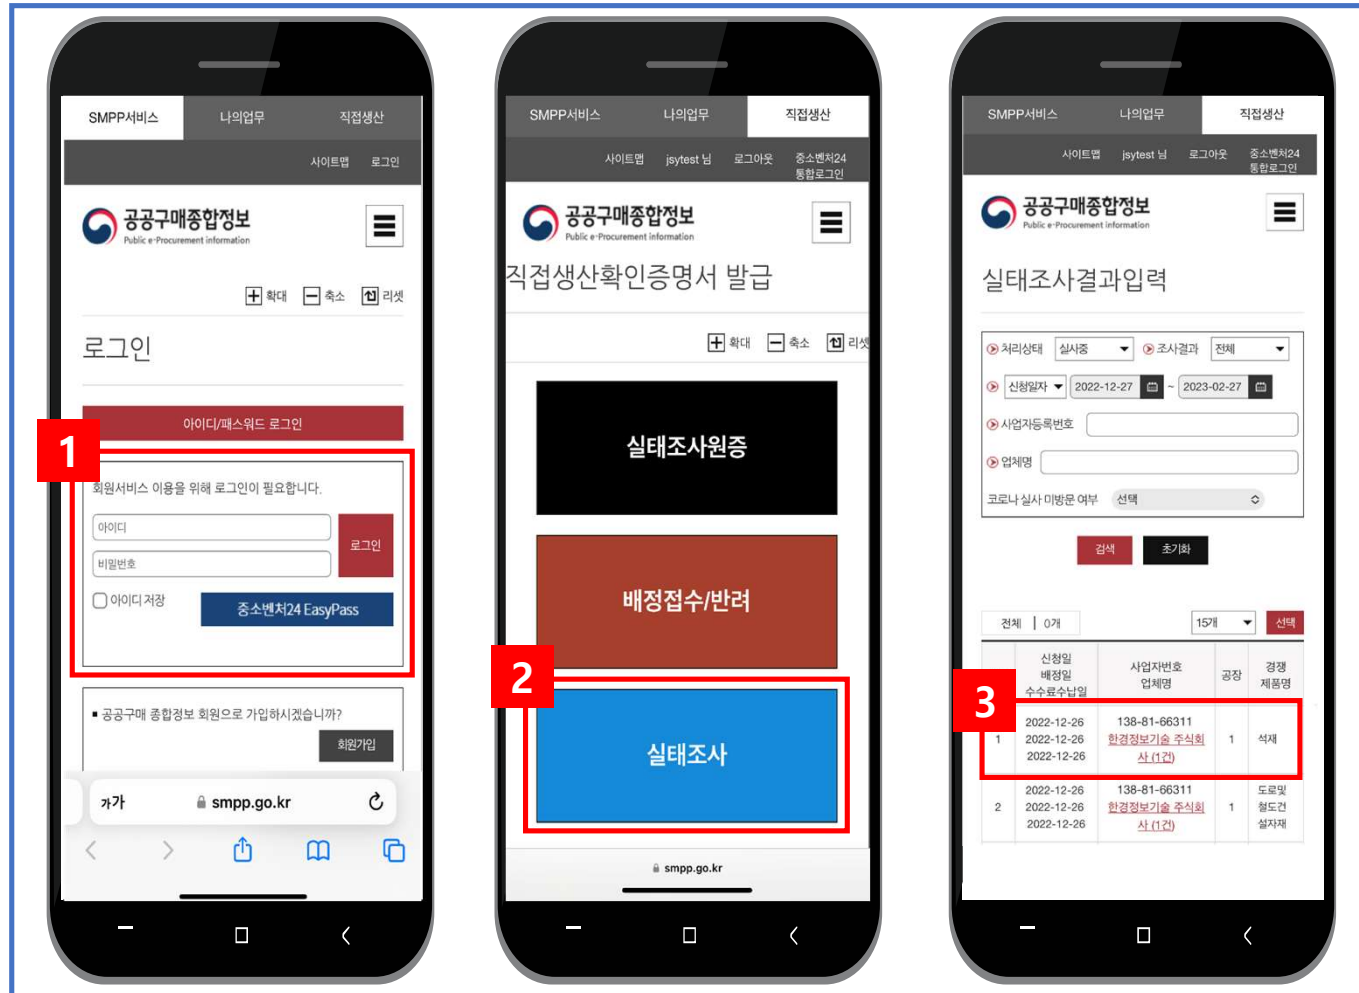 SMPP서비스
나의업무
직접생산
사이트맵
로그인
공공구매종합정보
Public e-Procurement information
확대
축소
리셋
로그인
아이디/패스워드 로그인
1
회원서비스 이용을 위해 로그인이 필요합니다.
아이디
비밀번호
로그인
아이디 저장
중소벤처24 EasyPass
■ 공공구매 종합정보 회원으로 가입하시겠습니까?
회원가입
가가
smpp.go.kr
SMPP서비스
나의업무
직접생산
사이트맵
jsytest 님
로그아웃
중소벤처24
통합로그인
공공구매종합정보
Public e-Procurement information
직접생산확인증명서 발급
확대
축소
리셋
실태조사원증
배정접수/반려
2
실태조사
smpp.go.kr
SMPP서비스
나의업무
직접생산
사이트맵
jsytest 님
로그아웃
중소벤처24
통합로그인
공공구매종합정보
Public e-Procurement information
실태조사결과입력
처리상태 실사중 조사결과 전체
신청일자 2022-12-27 ~ 2023-02-27
사업자등록번호
업체명
코로나 실사 미방문 여부 선택
검색
초기화
전체 | 0개
15개
선택
신청일
배정일
수수료수납일
사업자번호
업체명
공장
경쟁
제품명
3
1
2022-12-26
2022-12-26
2022-12-26
138-81-66311
한경정보기술 주식회
사 (1건)
1
석재
2
2022-12-26
2022-12-26
2022-12-26
138-81-66311
한경정보기술 주식회
사 (1건)
1
도로및
철도건
설자재